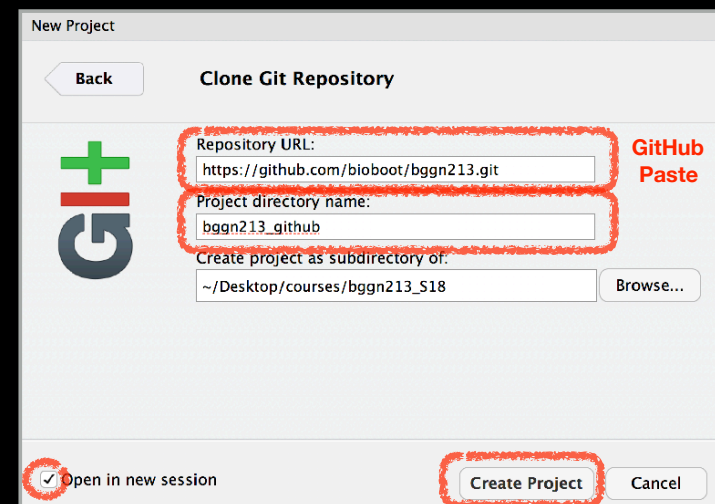 New Project
Back
Clone Git Repository
Repository URL:
https://github.com/bioboot/bggn213.git
GitHub
Paste
Project directory name:
bggn213_github
Create project as subdirectory of:
~/Desktop/courses/bggn213_S18
Browse...
GIt+
Open in new session
Create Project
Cancel